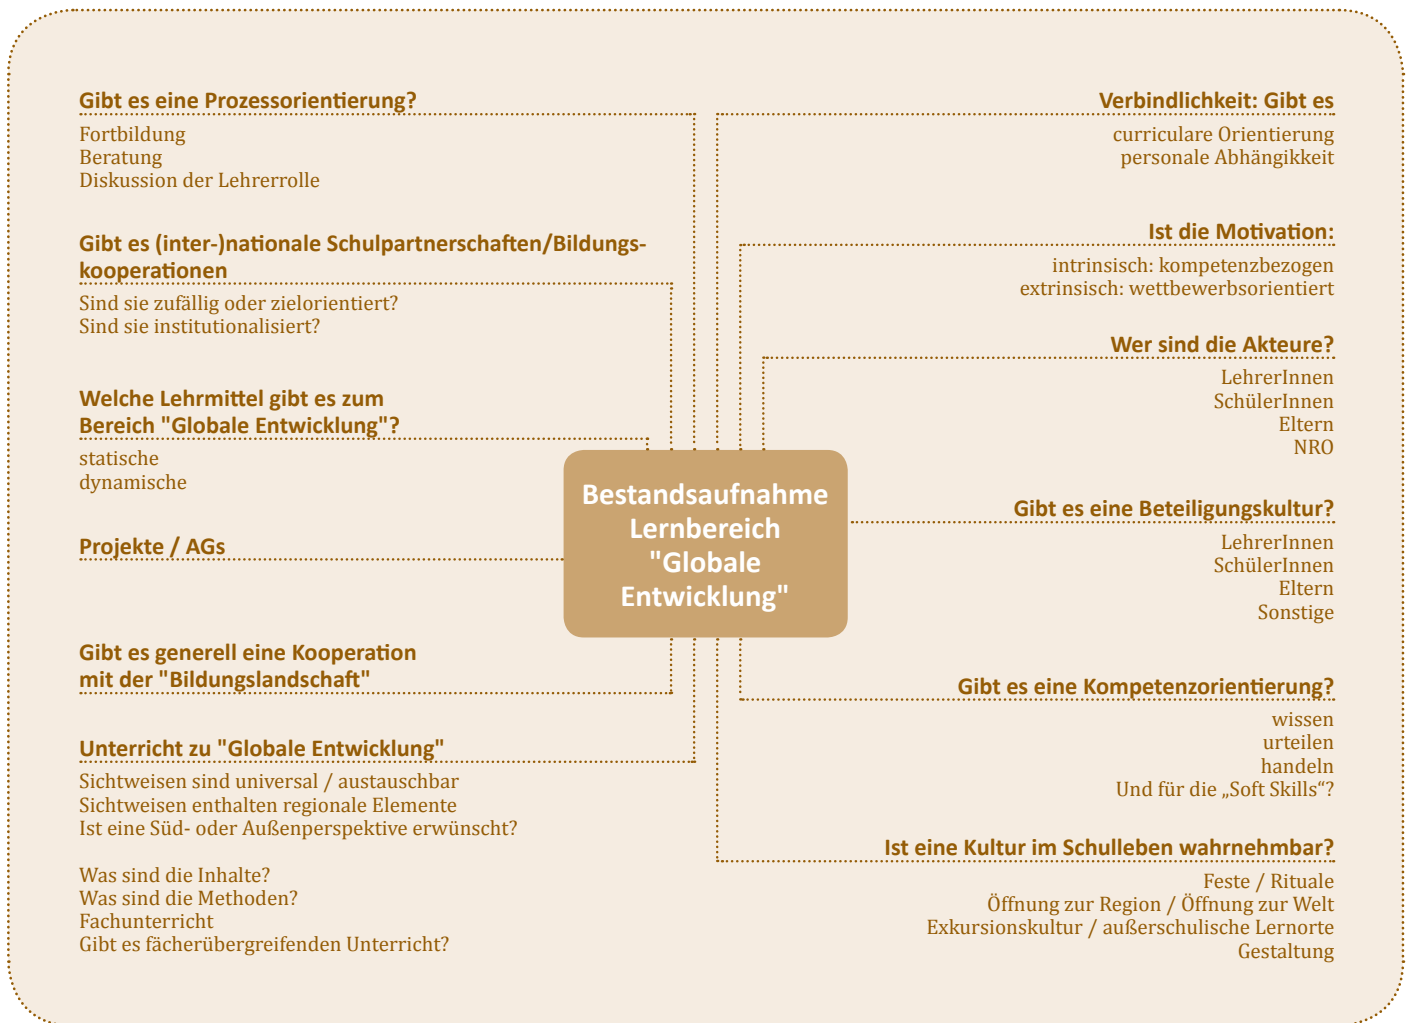 Gibt es eine Prozessorientierung?
Fortbildung
Beratung
Diskussion der Lehrerrolle
Gibt es (inter-)nationale Schulpartnerschaften/Bildungs-
kooperationen
Sind sie zufällig oder zielorientiert?
Sind sie institutionalisiert?
Welche Lehrmittel gibt es zum
Bereich "Globale Entwicklung"?
statische
dynamische
Projekte / AGs
Gibt es generell eine Kooperation
mit der "Bildungslandschaft"
Unterricht zu "Globale Entwicklung"
Sichtweisen sind universal / austauschbar
Sichtweisen enthalten regionale Elemente
Ist eine Süd- oder Außenperspektive erwünscht?
Was sind die Inhalte?
Was sind die Methoden?
Fachunterricht
Gibt es fächerübergreifenden Unterricht?
Bestandsaufnahme
Lernbereich
"Globale
Entwicklung"
Verbindlichkeit: Gibt es
curriculare Orientierung
personale Abhängikkeit
Ist die Motivation:
intrinsisch: kompetenzbezogen
extrinsisch: wettbewerbsorientiert
Wer sind die Akteure?
LehrerInnen
SchülerInnen
Eltern
NRO
Gibt es eine Beteiligungskultur?
LehrerInnen
SchülerInnen
Eltern
Sonstige
Gibt es eine Kompetenzorientierung?
wissen
urteilen
handeln
Und für die „Soft Skills“?
Ist eine Kultur im Schulleben wahrnehmbar?
Feste / Rituale
Öffnung zur Region / Öffnung zur Welt
Exkursionskultur / außerschulische Lernorte
Gestaltung